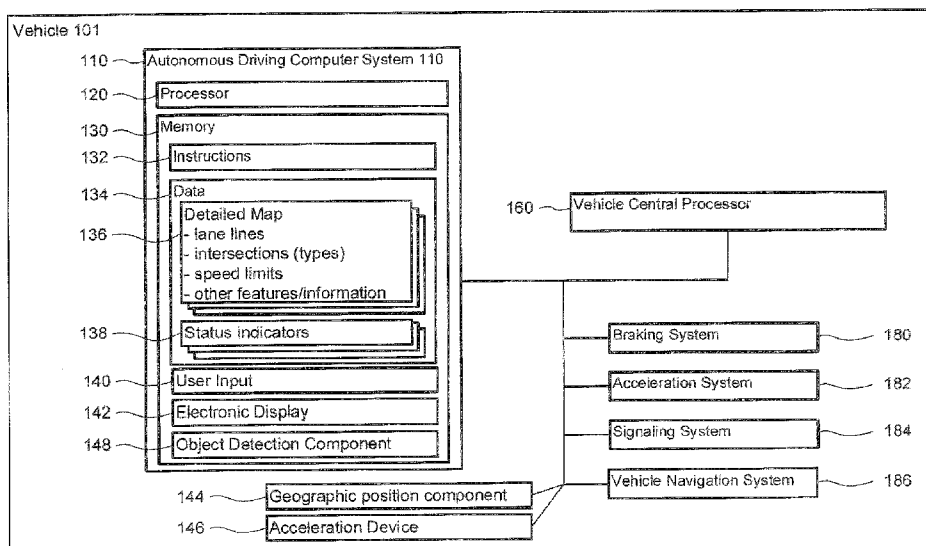 Vehicle 101
110
Autonomous Driving Computer System 110
120
Processor
130
Memory
132
Instructions
134
Data
136
Detailed Map
- lane lines
- intersections (types)
- speed limits
- other features/information
138
Status indicators
140
User Input
142
Electronic Display
148
Object Detection Component
144
Geographic position component
146
Acceleration Device
160
Vehicle Central Processor
Braking System
180
Acceleration System
182
Signaling System
184
Vehicle Navigation System
186